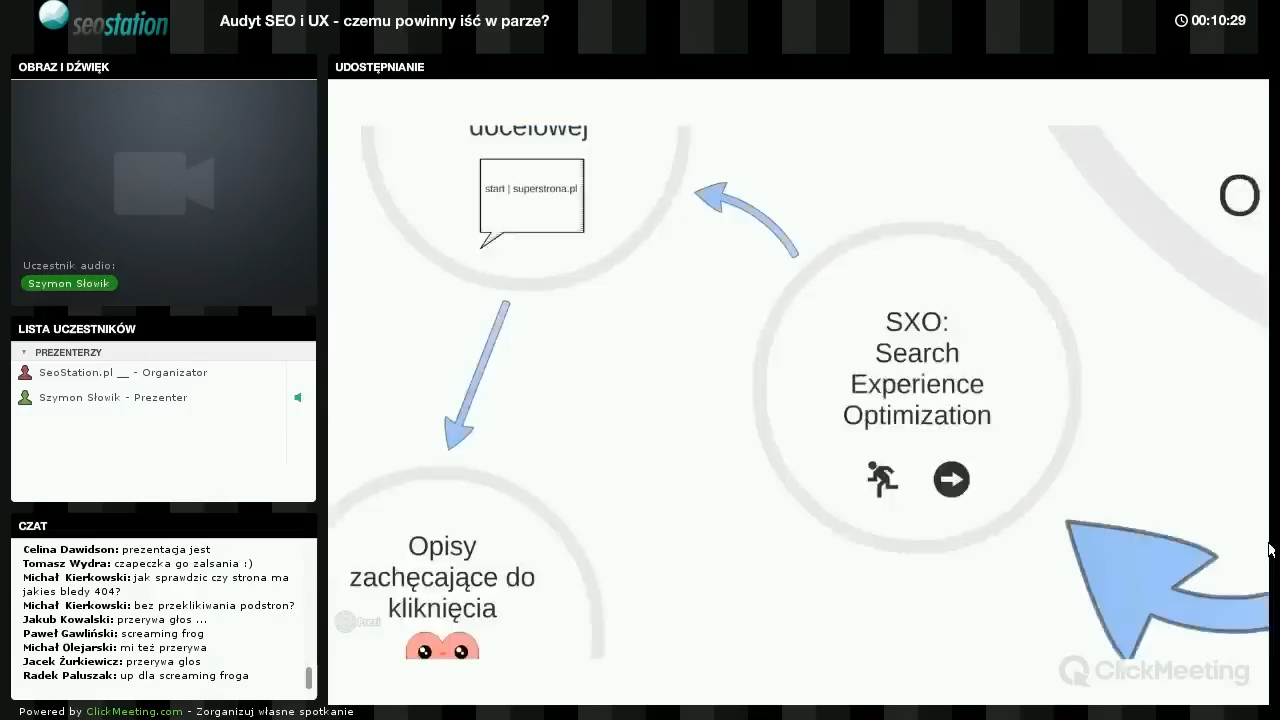 seostation
Audyt SEO i UX - czemu powinny iść w parze?
00:10:29
OBRAZ I DŹWIĘK
Uczestnik audio:
Szymon Słowik
LISTA UCZESTNIKÓW
PREZENTERZY
SeoStation.pl __ - Organizator
Szymon Słowik - Prezenter
CZAT
Celina Dawidson: prezentacja jest
Tomasz Wydra: czapeczka go zalsania :)
Michał Kierkowski: jak sprawdzic czy strona ma
jakies bledy 404?
Michał Kierkowski: bez przeklikiwania podstron?
Jakub Kowalski: przerywa głos ...
Paweł Gawliński: screaming frog
Michał Olejarski: mi też przerywa
Jacek Żurkiewicz: przerywa glos
Radek Paluszak: up dla screaming froga
UDOSTĘPNIANIE
udocelowej
start | superstrona.pl
O
SXO:
Search
Experience
Optimization
Opisy
zachęcające do
kliknięcia
Prezi
ClickMeeting
Powered by ClickMeeting.com - Zorganizuj własne spotkanie